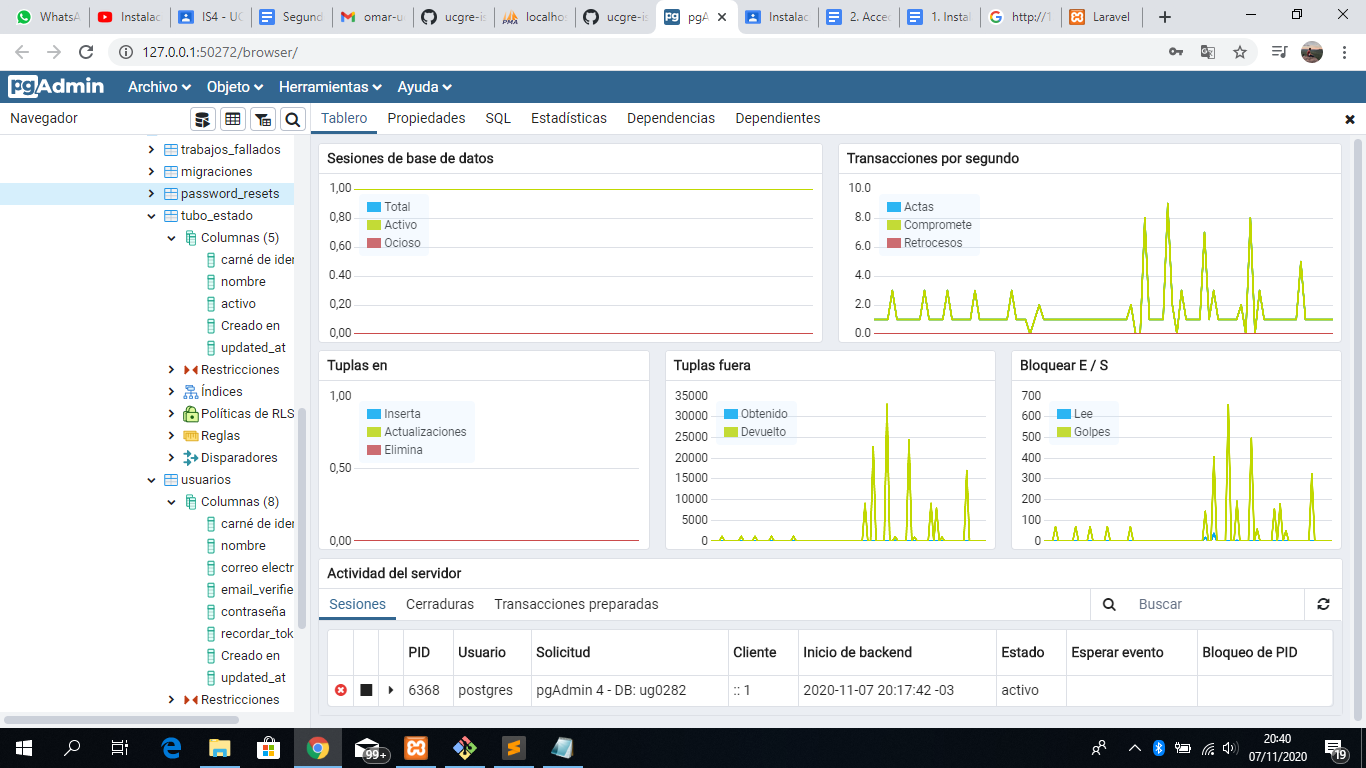 WhatsA
Instalac
IS4 - UC
Segund
omar-u
ucgre-is
localhos
ucgre-is
pgA
Instalac
2. Acced
1. Instal
http://1
Laravel
127.0.0.1:50272/browser/
pgAdmin
Archivo
Objeto
Herramientas
Ayuda
Navegador
Tablero
Propiedades
SQL
Estadísticas
Dependencias
Dependientes
trabajos_fallados
migraciones
password_resets
tubo_estado
Columnas (5)
carné de iden
nombre
activo
Creado en
updated_at
Restricciones
Índices
Políticas de RLS
Reglas
Disparadores
usuarios
Columnas (8)
carné de iden
nombre
correo electr
email_verifie
contraseña
recordar_tok
Creado en
updated_at
Restricciones
Sesiones de base de datos
1,00
0,80
0,60
0.40
0,20
0,00
Total
Activo
Ocioso
Transacciones por segundo
10.0
8.0
6.0
4.0
2.0
0.0
Actas
Compromete
Retrocesos
Tuplas en
1,00
0,50
0,00
Inserta
Actualizaciones
Elimina
Tuplas fuera
35000
30000
25000
20000
15000
10000
5000
0
Obtenido
Devuelto
Bloquear E / S
700
600
500
400
300
200
100
0
Lee
Golpes
Actividad del servidor
Sesiones
Cerraduras
Transacciones preparadas
Buscar
PID Usuario Solicitud Cliente Inicio de backend Estado Esperar evento Bloqueo de PID
6368 postgres pgAdmin 4 - DB: ug0282 :: 1 2020-11-07 20:17:42 -03 activo
99+
20:40
07/11/2020
19